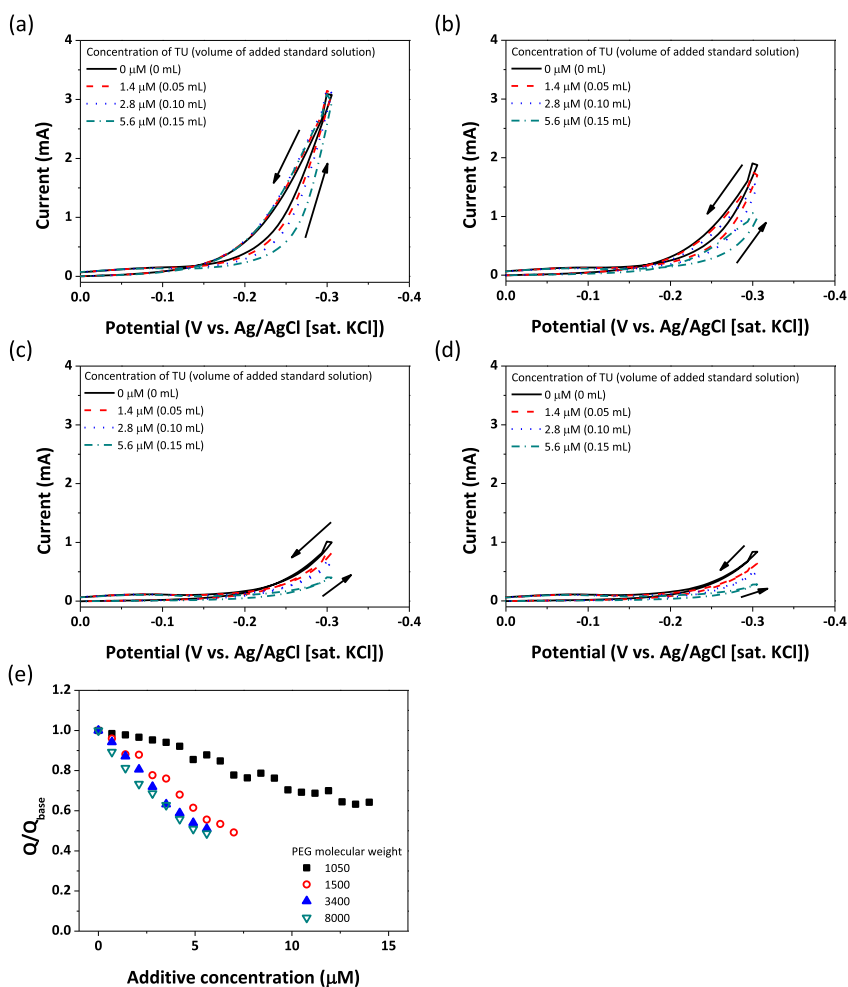 (a)
4
3
2
1
0
Current (mA)
Concentration of TU (volume of added standard solution)
0 μM (0 mL)
1.4 μM (0.05 mL)
2.8 μM (0.10 mL)
5.6 μM (0.15 mL)
0.0 -0.1 -0.2 -0.3 -0.4
Potential (V vs. Ag/AgCl [sat. KCl])
(b)
4
3
2
1
0
Current (mA)
Concentration of TU (volume of added standard solution)
0 μM (0 mL)
1.4 μM (0.05 mL)
2.8 μM (0.10 mL)
5.6 μM (0.15 mL)
0.0 -0.1 -0.2 -0.3 -0.4
Potential (V vs. Ag/AgCl [sat. KCl])
(c)
4
3
2
1
0
Current (mA)
Concentration of TU (volume of added standard solution)
0 μM (0 mL)
1.4 μM (0.05 mL)
2.8 μM (0.10 mL)
5.6 μM (0.15 mL)
0.0 -0.1 -0.2 -0.3 -0.4
Potential (V vs. Ag/AgCl [sat. KCl])
(d)
4
3
2
1
0
Current (mA)
Concentration of TU (volume of added standard solution)
0 μM (0 mL)
1.4 μM (0.05 mL)
2.8 μM (0.10 mL)
5.6 μM (0.15 mL)
0.0 -0.1 -0.2 -0.3 -0.4
Potential (V vs. Ag/AgCl [sat. KCl])
(e)
1.2
1.0
0.8
0.6
0.4
0.2
0.0
Q/Qbase
PEG molecular weight
1050
1500
3400
8000
0 5 10 15
Additive concentration (μM)